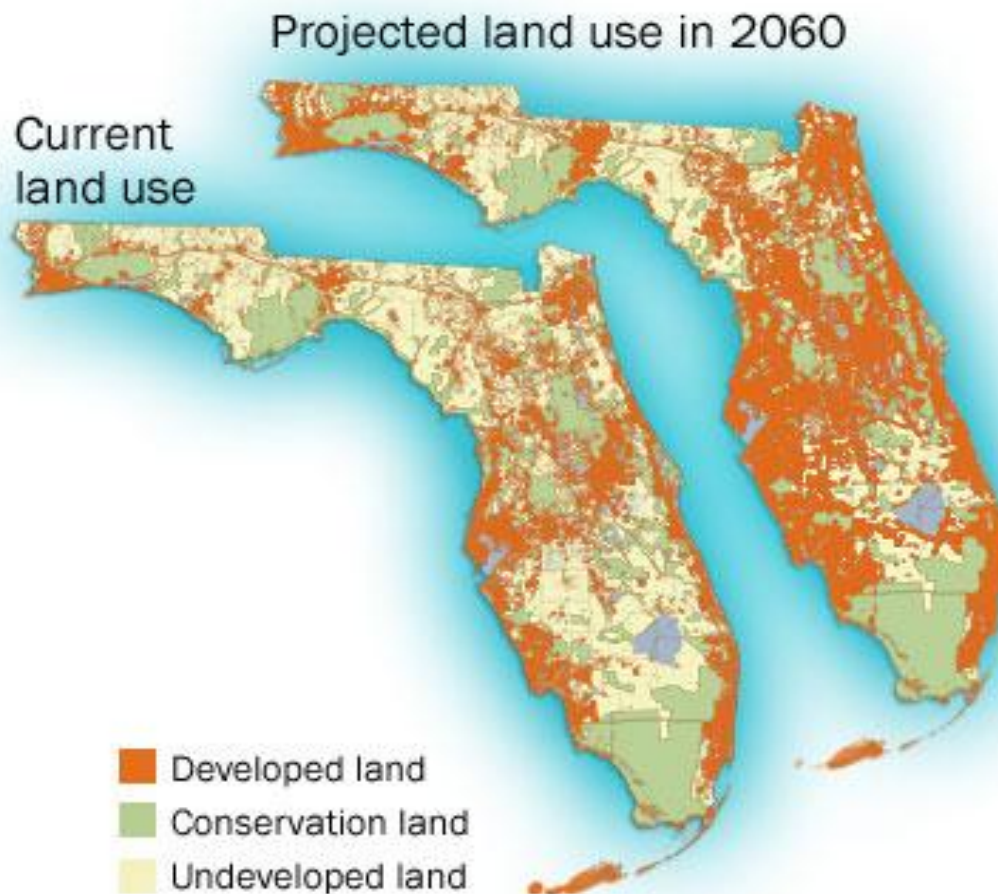 Projected land use in 2060
Current
land use
Developed land
Conservation land
Undeveloped land